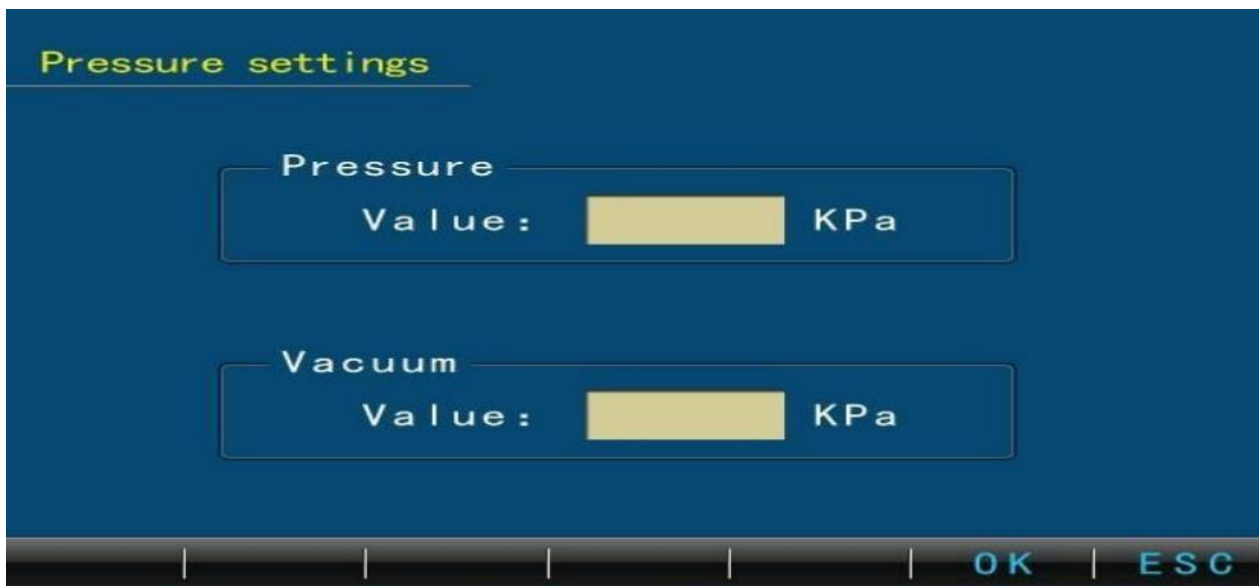 Pressure settings
Pressure
Value: KPa
Vacuum
Value: KPa
OK | ESC